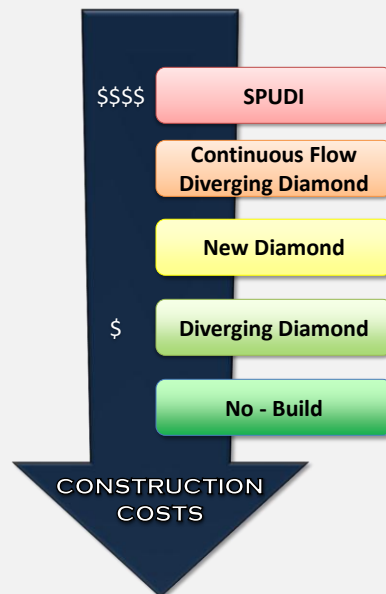 $$$$ SPUDI
Continuous Flow
Diverging Diamond
New Diamond
$ Diverging Diamond
No - Build
CONSTRUCTION
COSTS